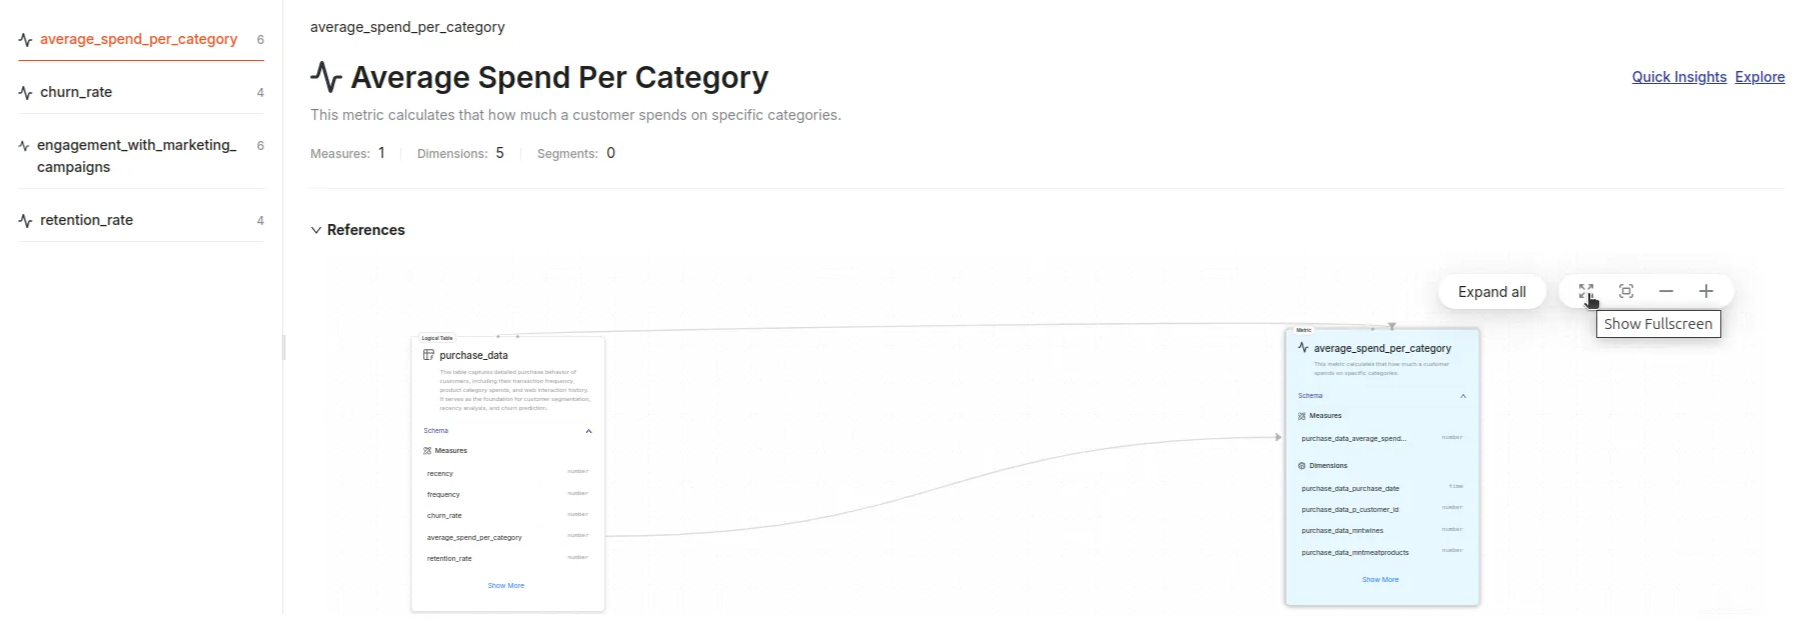 average_spend_per_category 6
churn_rate 4
engagement_with_marketing_ 6
campaigns
retention_rate 4
average_spend_per_category
Average Spend Per Category
Quick Insights Explore
This metric calculates that how much a customer spends on specific categories.
Measures: 1 Dimensions: 5 Segments: 0
References
Expand all
Show Fullscreen
Logical Table
purchase_data
This table captures detailed purchase behavior of
customers, including their transaction frequency,
product category spends, and web interaction history.
It serves as the foundation for customer segmentation,
recency analysis, and churn prediction.
Schema
Measures
recency number
frequency number
churn_rate number
average_spend_per_category number
retention_rate number
Show More
Metric
average_spend_per_category
This metric calculates that how much a customer
spends on specific categories.
Schema
Measures
purchase_data_average_spend... number
Dimensions
purchase_data_purchase_date time
purchase_data_p_customer_id number
purchase_data_mntwines number
purchase_data_mntmeatproducts number
Show More